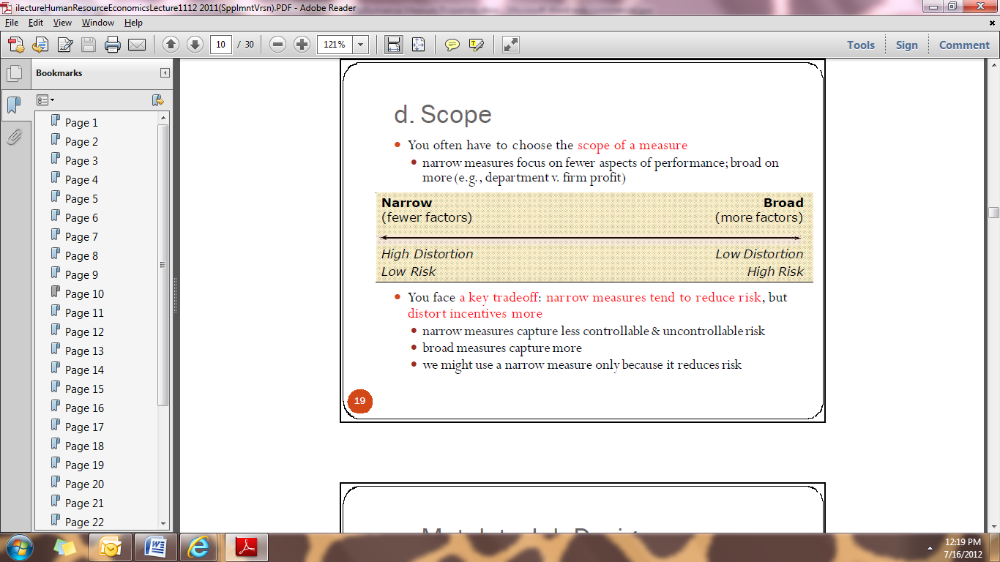 ilectureHumanResourceEconomicsLecture1112 2011(SpplmntVrsn).PDF - Adobe Reader
File Edit View Window Help
10 / 30 121% Tools Sign Comment
Bookmarks
Page 1
Page 2
Page 3
Page 4
Page 5
Page 6
Page 7
Page 8
Page 9
Page 10
Page 11
Page 12
Page 13
Page 14
Page 15
Page 16
Page 17
Page 18
Page 19
Page 20
Page 21
Page 22
d. Scope
You often have to choose the scope of a measure
narrow measures focus on fewer aspects of performance; broad on
more (e.g., department v. firm profit)
Narrow Broad
(fewer factors) (more factors)
High Distortion Low Distortion
Low Risk High Risk
You face a key tradeoff: narrow measures tend to reduce risk, but
distort incentives more
narrow measures capture less controllable & uncontrollable risk
broad measures capture more
we might use a narrow measure only because it reduces risk
19
12:19 PM
7/16/2012